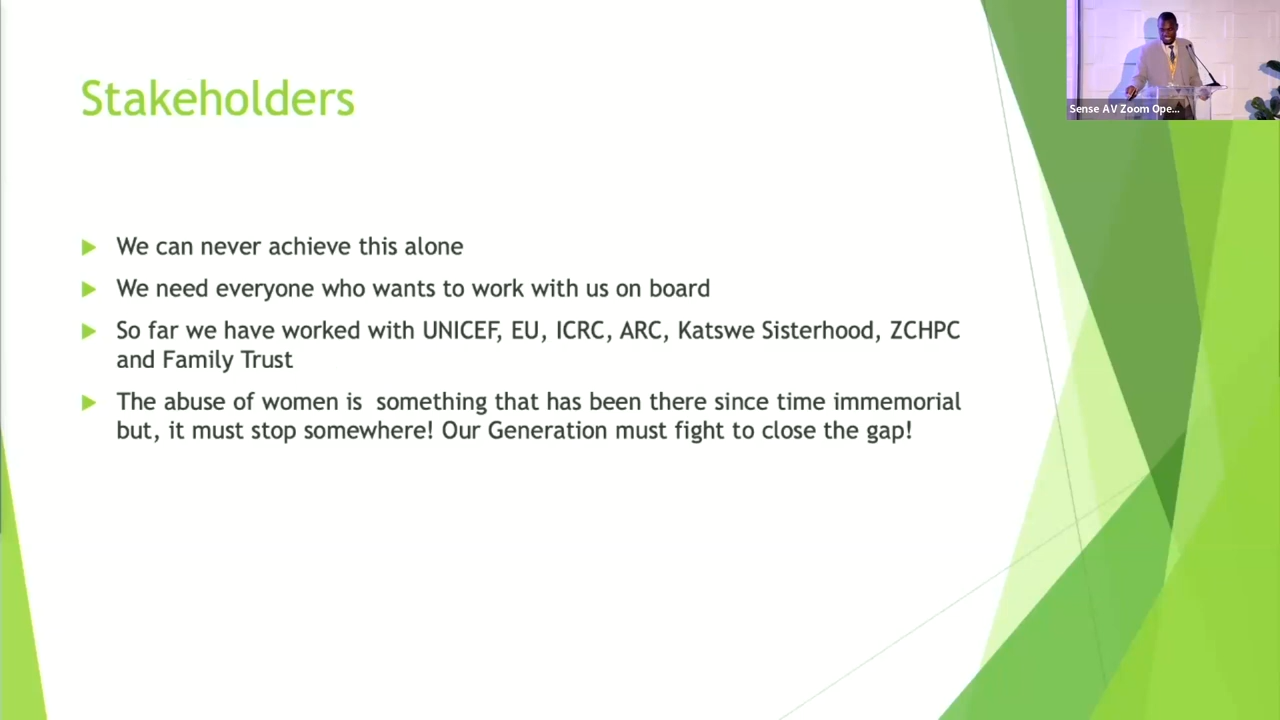 Stakeholders
Sense AV Zoom Ope...
We can never achieve this alone
We need everyone who wants to work with us on board
So far we have worked with UNICEF, EU, ICRC, ARC, Katswe Sisterhood, ZCHPC
and Family Trust
The abuse of women is  something that has been there since time immemorial
but, it must stop somewhere! Our Generation must fight to close the gap!